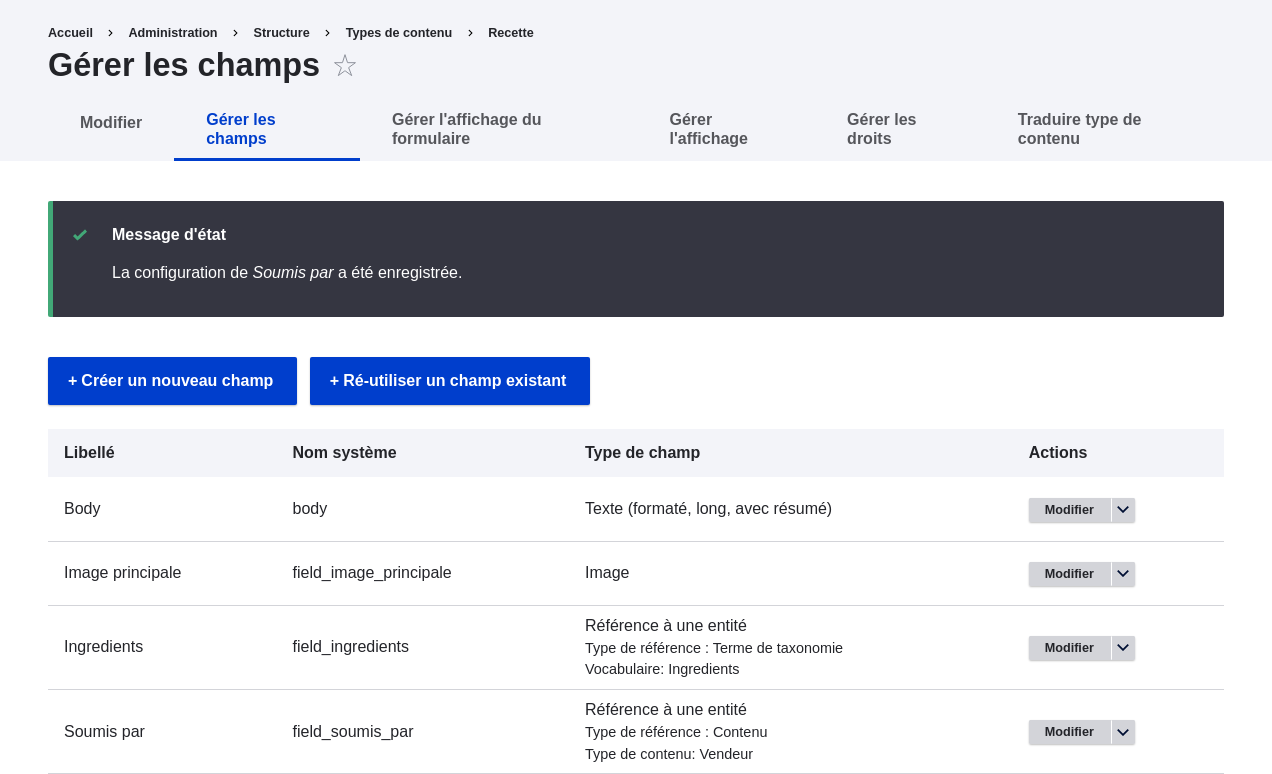 Accueil > Administration > Structure > Types de contenu > Recette
Gérer les champs
Modifier
Gérer les
champs
Gérer l'affichage du
formulaire
Gérer
l'affichage
Gérer les
droits
Traduire type de
contenu
Message d'état
La configuration de Soumis par a été enregistrée.
+ Créer un nouveau champ
+ Ré-utiliser un champ existant
Libellé Nom système Type de champ Actions
Body body Texte (formaté, long, avec résumé) Modifier
Image principale field_image_principale Image Modifier
Ingredients field_ingredients Référence à une entité
Type de référence : Terme de taxonomie
Vocabulaire: Ingredients
Modifier
Soumis par field_soumis_par Référence à une entité
Type de référence : Contenu
Type de contenu: Vendeur
Modifier